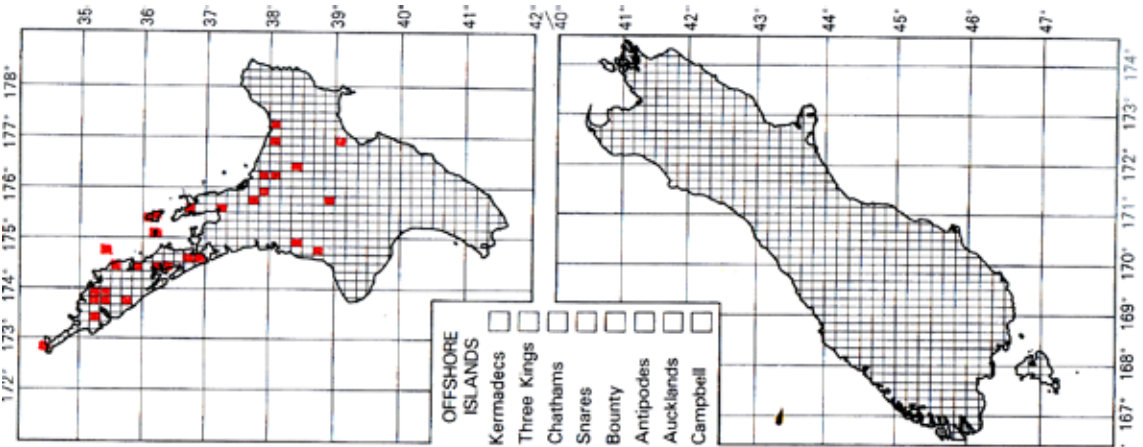 35° 36° 37° 38° 39° 40° 41° 42°
40° 41° 42° 43° 44° 45° 46° 47°
178°
177°
176°
175°
174°
173°
172°
OFFSHORE
ISLANDS
Kermadecs
Three Kings
Chathams
Snares
Bounty
Antipodes
Aucklands
Campbell
174°
173°
172°
171°
170°
169°
168°
167°